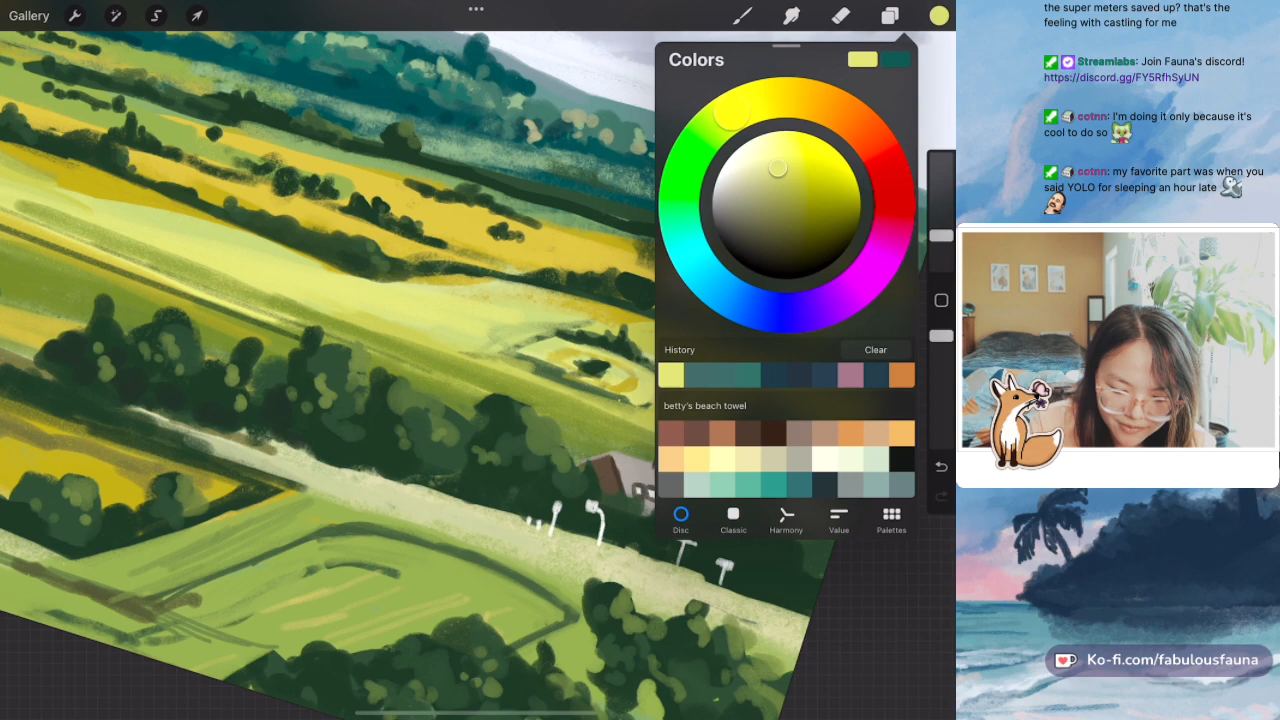 Gallery
Colors
History
Clear
betty's beach towel
Disc
Classic
Harmony
Value
Palettes
the super meters saved up? that's the
feeling with castling for me
Streamlabs: Join Fauna's discord!
https://discord.gg/FY5RfhSyUN
cotnn: I'm doing it only because it's
cool to do so
cotnn: my favorite part was when you
said YOLO for sleeping an hour late
Ko-fi.com/fabulousfauna